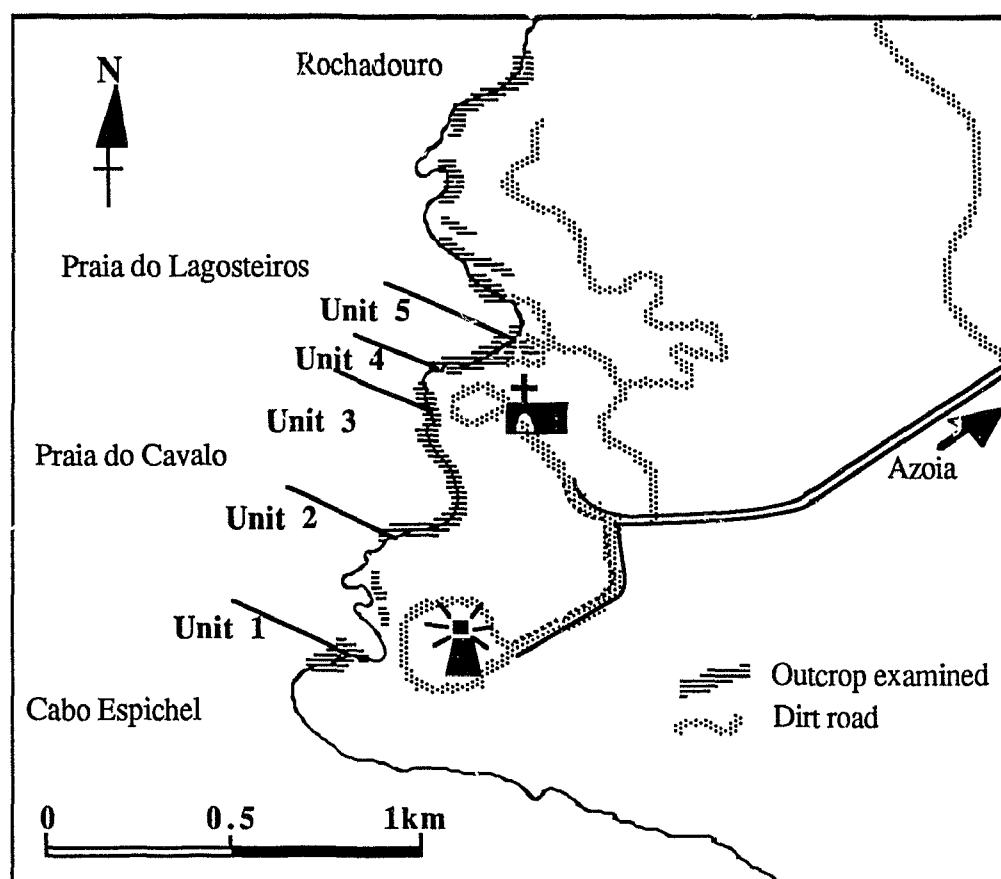 Rochadouro
N
Praia do Lagosteiros
Unit 5
Unit 4
Unit 3
Praia do Cavalo
Azoia
Unit 2
Unit 1
Outcrop examined
Cabo Espichel
Dirt road
0 0.5 1km